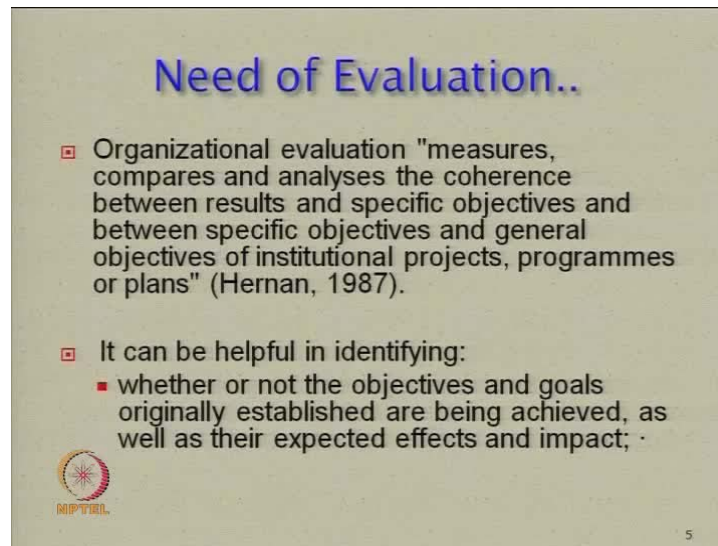 Need of Evaluation..
Organizational evaluation "measures,
compares and analyses the coherence
between results and specific objectives and
between specific objectives and general
objectives of institutional projects, programmes
or plans" (Hernan, 1987).
It can be helpful in identifying:
whether or not the objectives and goals
originally established are being achieved, as
well as their expected effects and impact; ·
NPTEL
5